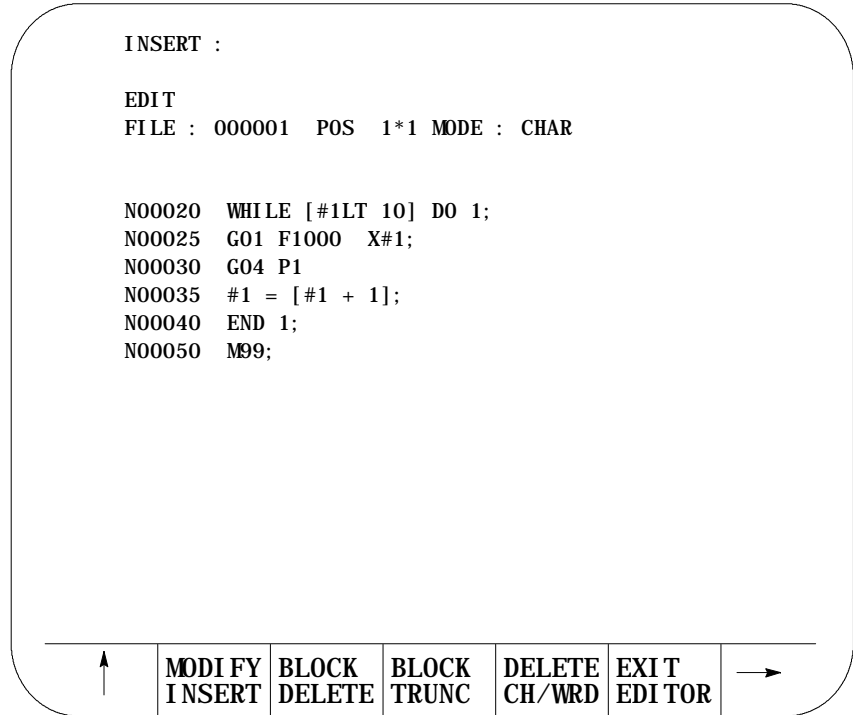 INSERT :
EDIT
FILE : 000001 POS 1*1 MODE : CHAR
N00020 WHILE [#1LT 10] DO 1;
N00025 G01 F1000 X#1;
N00030 G04 P1
N00035 #1 = [#1 + 1];
N00040 END 1;
N00050 M99;
MODIFY BLOCK BLOCK DELETE EXIT
INSERT DELETE TRUNC CH/WRD EDITOR